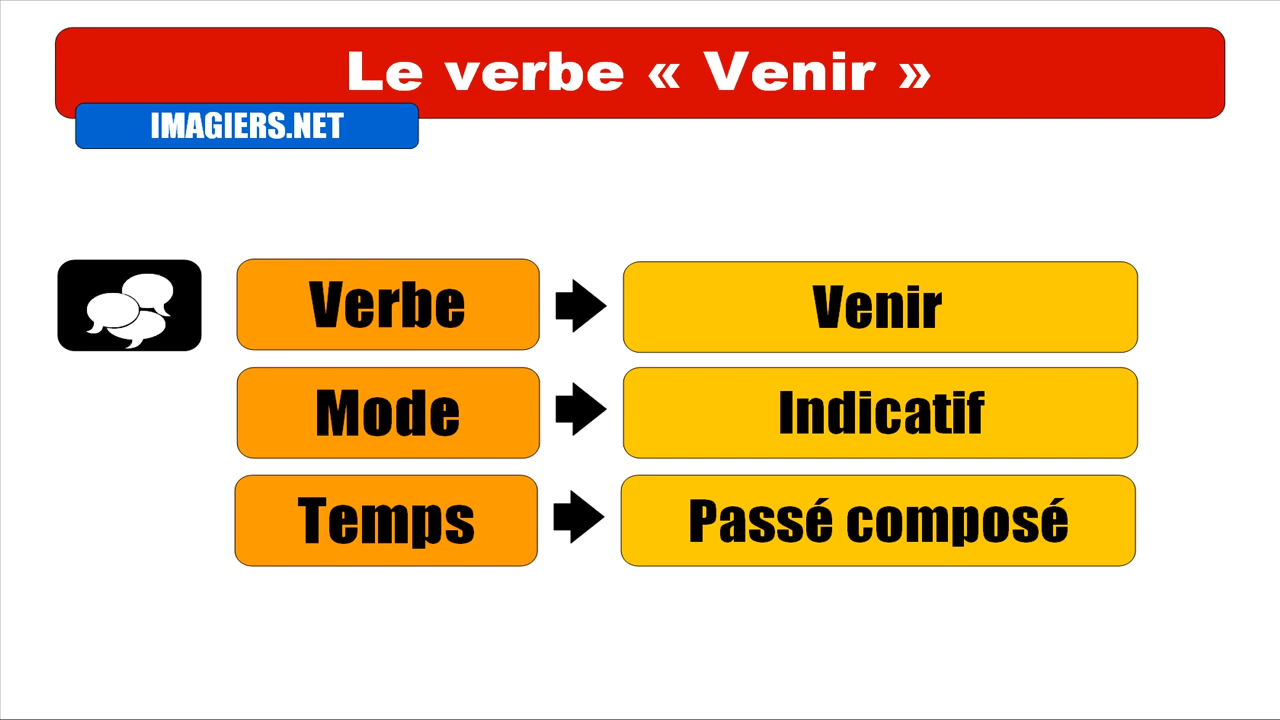 Le verbe « Venir »
IMAGIERS.NET
Verbe Venir
Mode Indicatif
Temps Passé composé